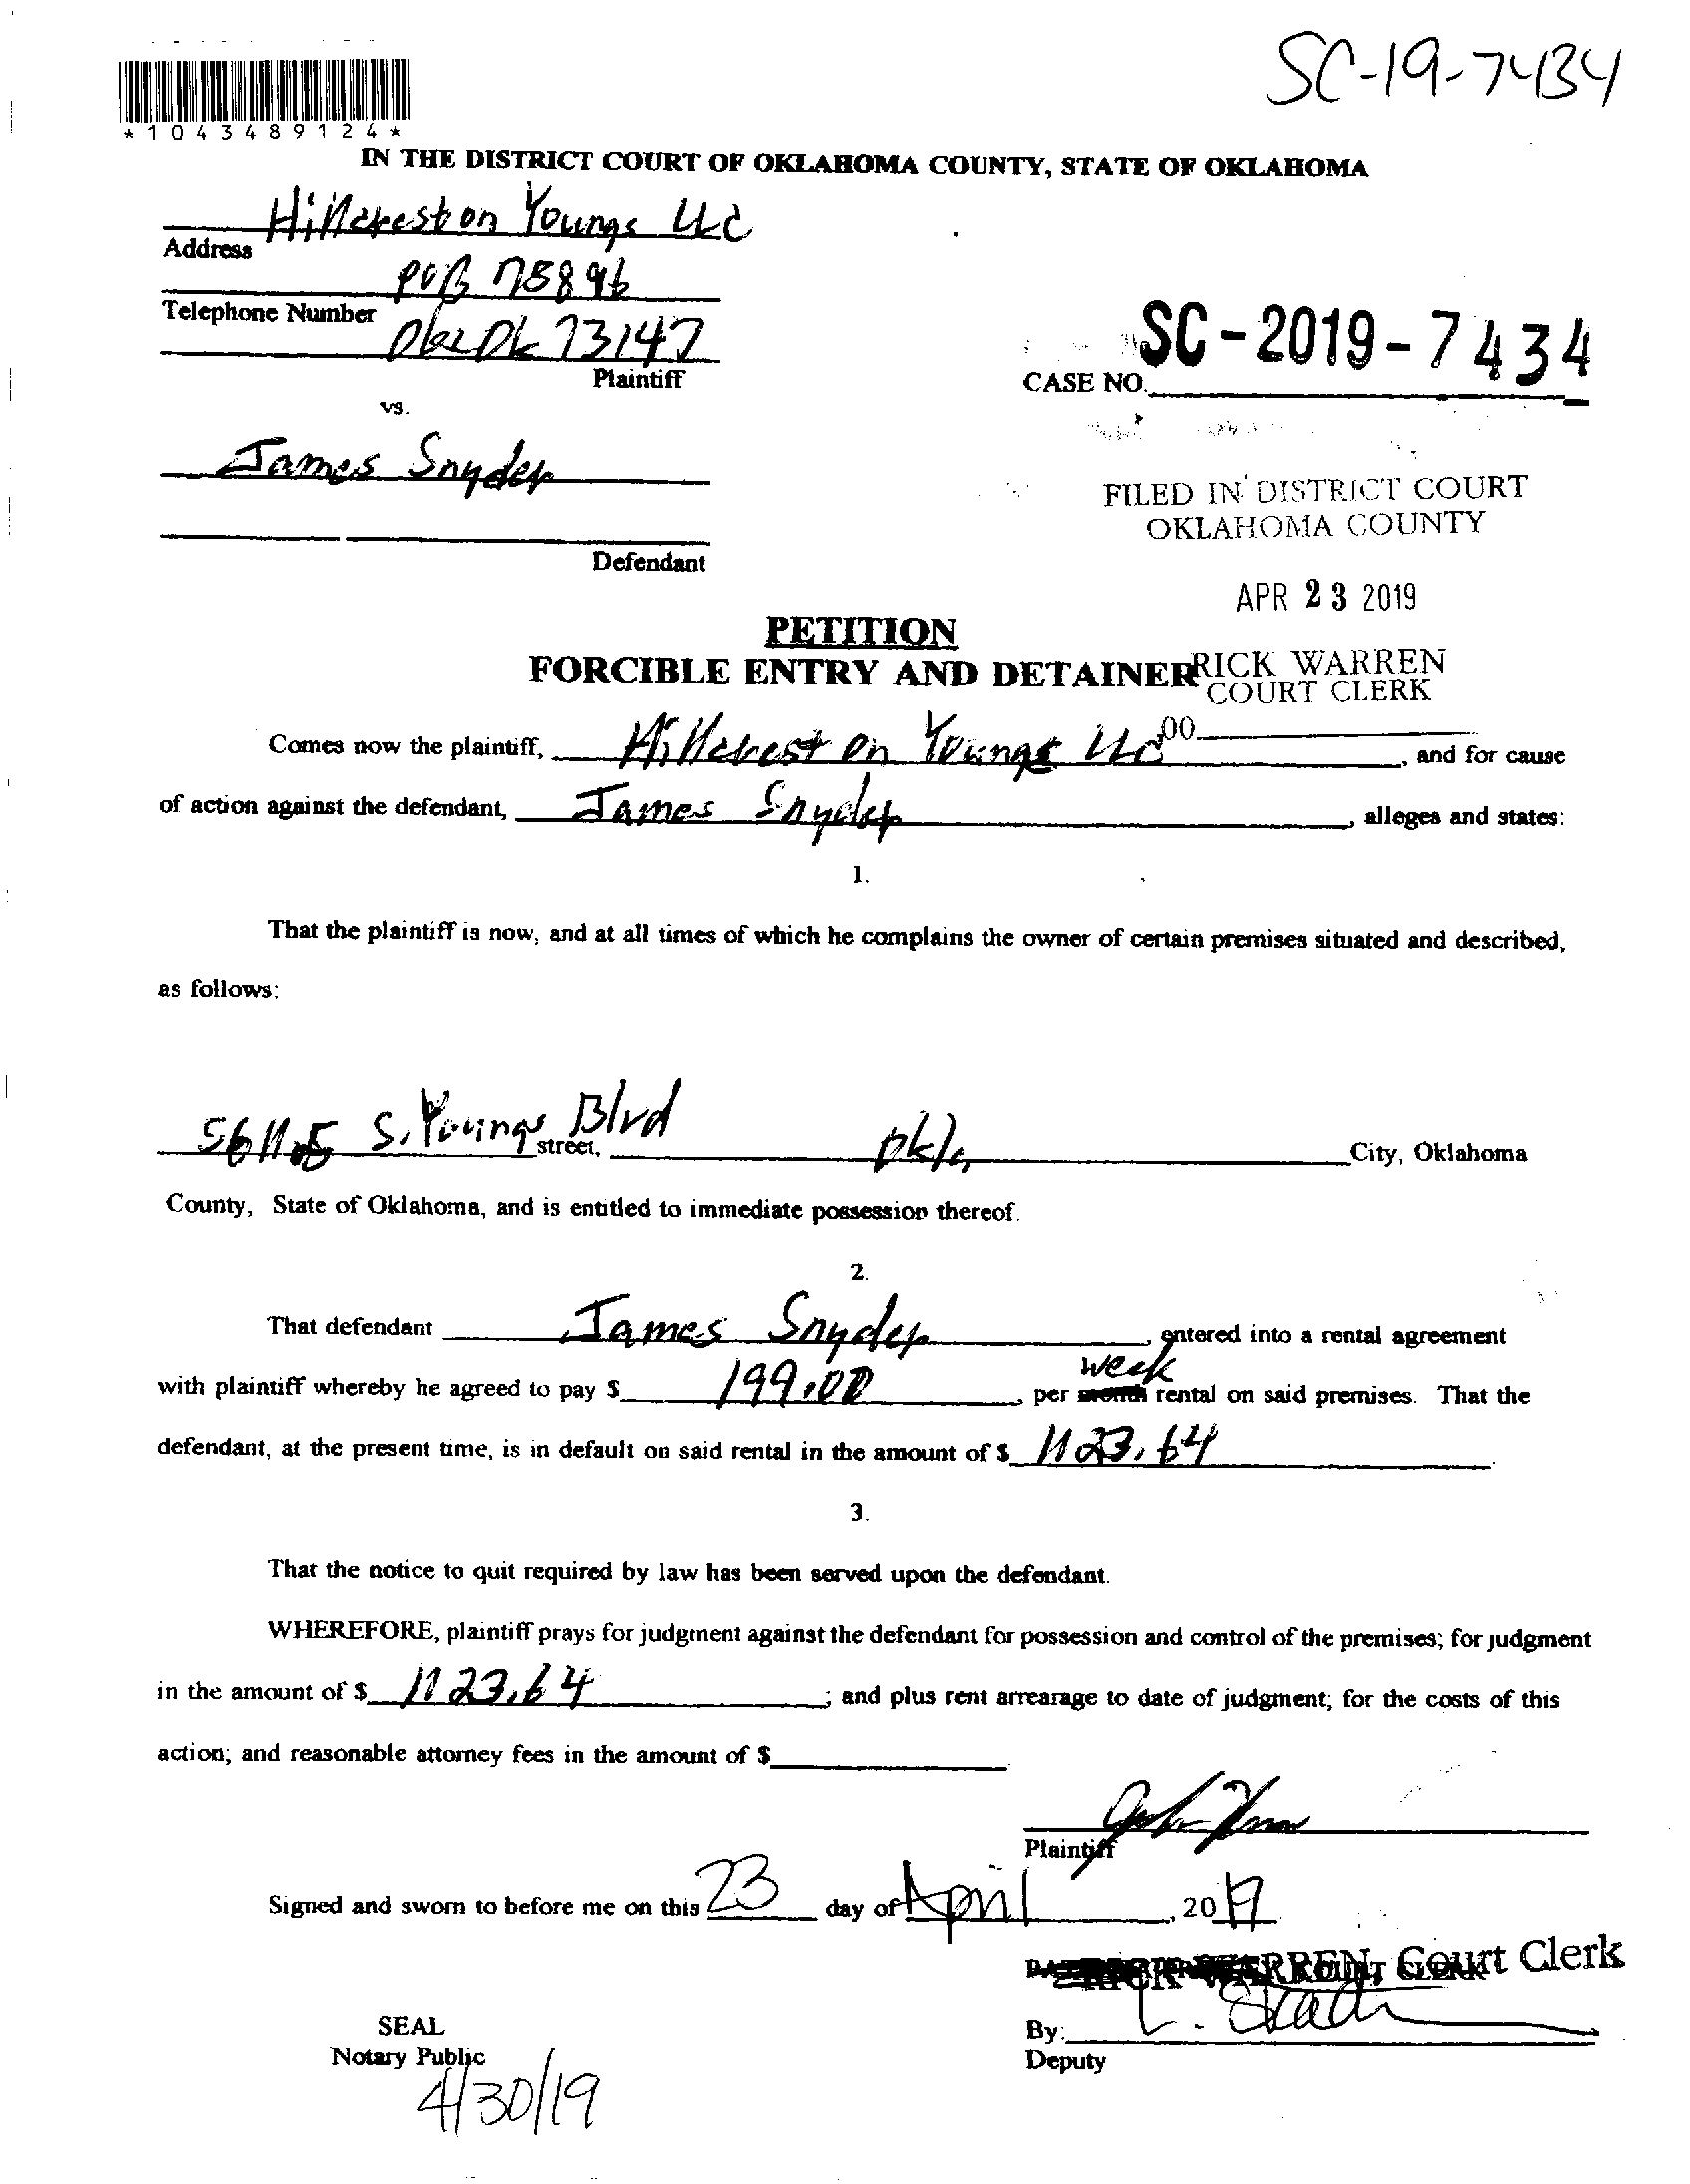 SC-19-7434
*1043489124*
IN THE DISTRICT COURT OF OKLAHOMA COUNTY, STATE OF OKLAHOMA
Hillcrest on Youngs LLC
Address
POB 75896
Telephone Number
Okc Ok 73147
Plaintiff
vs.
SC-2019-7434
CASE NO.
James Snyder
FILED IN DISTRICT COURT
OKLAHOMA COUNTY
Defendant
APR 23 2019
PETITION
FORCIBLE ENTRY AND DETAINER
RICK WARREN
COURT CLERK
Comes now the plaintiff, Hillcrest on Youngs LLC 00 , and for cause
of action against the defendant, James Snyder , alleges and states:
1.
That the plaintiff is now, and at all times of which he complains the owner of certain premises situated and described,
as follows:
S. Youngs Blvd street, Okla City, Oklahoma
County, State of Oklahoma, and is entitled to immediate possession thereof.
2.
That defendant James Snyder , entered into a rental agreement
with plaintiff whereby he agreed to pay $ 199.00 , per month week rental on said premises. That the
defendant, at the present time, is in default on said rental in the amount of $ 1123.64 .
3.
That the notice to quit required by law has been served upon the defendant.
WHEREFORE, plaintiff prays for judgment against the defendant for possession and control of the premises; for judgment
in the amount of $ 1123.64 ; and plus rent arrearage to date of judgment; for the costs of this
action; and reasonable attorney fees in the amount of $
Plaintiff
Signed and sworn to before me on this 23 day of April , 2019
RICK WARREN, Court Clerk
SEAL
By:
Notary Public
Deputy
4/30/19